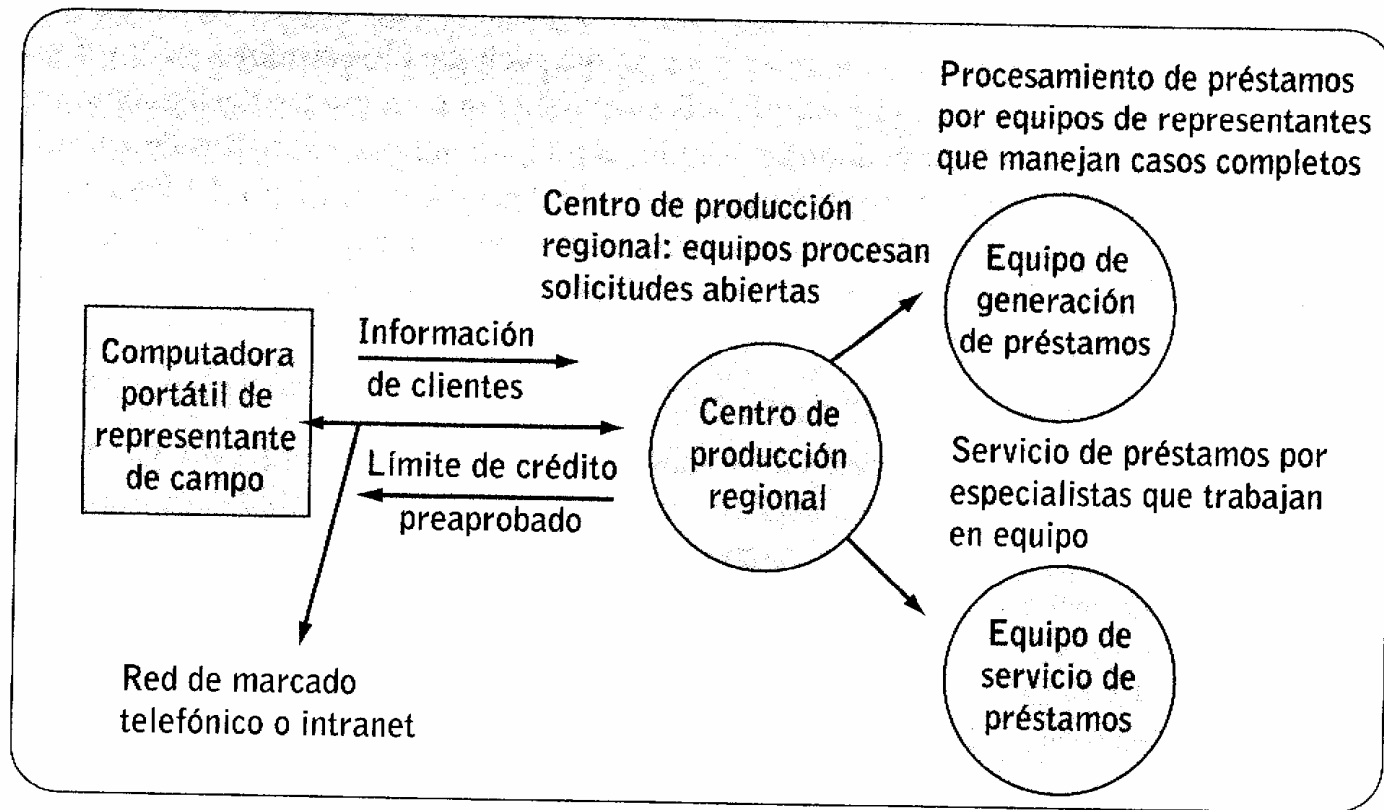 Procesamiento de préstamos
por equipos de representantes
que manejan casos completos
Centro de producción
regional: equipos procesan
solicitudes abiertas
Equipo de
generación
de préstamos
Computadora
portátil de
representante
de campo
Información
de clientes
Límite de crédito
preaprobado
Centro de
producción
regional
Servicio de préstamos por
especialistas que trabajan
en equipo
Equipo de
servicio de
préstamos
Red de marcado
telefónico o intranet